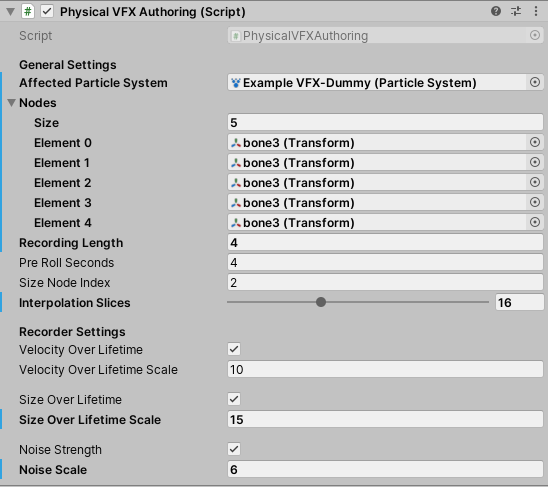 Physical VFX Authoring (Script)
Script PhysicalVFXAuthoring
General Settings
Affected Particle System Example VFX-Dummy (Particle System)
Nodes
Size 5
Element 0 bone3 (Transform)
Element 1 bone3 (Transform)
Element 2 bone3 (Transform)
Element 3 bone3 (Transform)
Element 4 bone3 (Transform)
Recording Length 4
Pre Roll Seconds 4
Size Node Index 2
Interpolation Slices 16
Recorder Settings
Velocity Over Lifetime
Velocity Over Lifetime Scale 10
Size Over Lifetime
Size Over Lifetime Scale 15
Noise Strength
Noise Scale 6